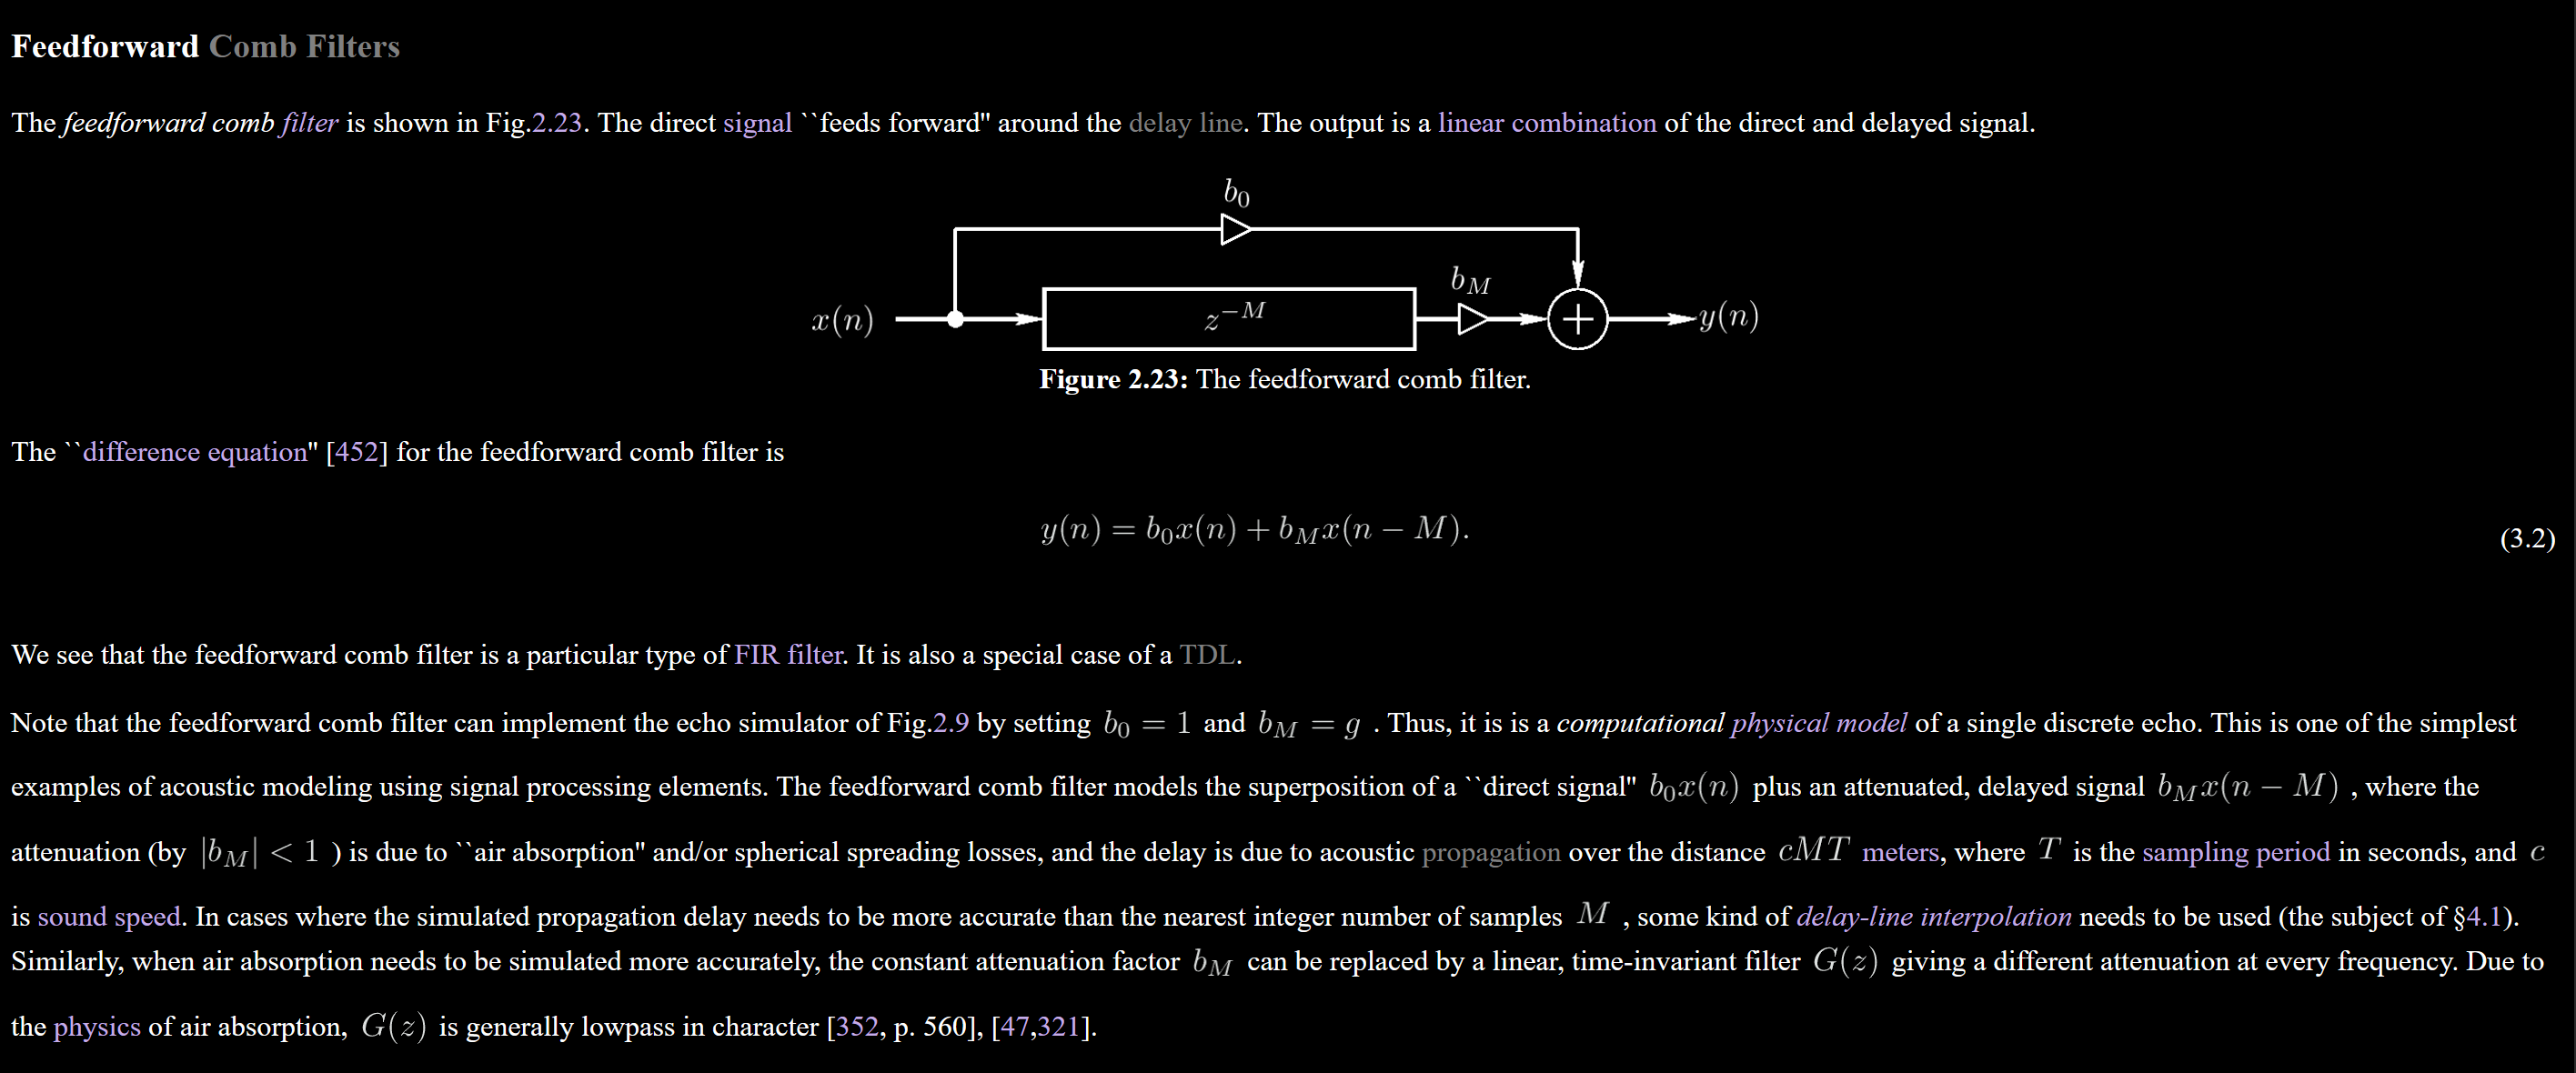 Feedforward Comb Filters
The feedforward comb filter is shown in Fig.2.23. The direct signal ``feeds forward'' around the delay line. The output is a linear combination of the direct and delayed signal.
b₀
b_M
x(n)
z^{-M}
y(n)
Figure 2.23: The feedforward comb filter.
The ``difference equation'' [452] for the feedforward comb filter is
y(n) = b₀x(n) + b_M x(n − M).
(3.2)
We see that the feedforward comb filter is a particular type of FIR filter. It is also a special case of a TDL.
Note that the feedforward comb filter can implement the echo simulator of Fig.2.9 by setting b₀ = 1 and b_M = g . Thus, it is is a computational physical model of a single discrete echo. This is one of the simplest
examples of acoustic modeling using signal processing elements. The feedforward comb filter models the superposition of a ``direct signal'' b₀x(n) plus an attenuated, delayed signal b_M x(n − M) , where the
attenuation (by |b_M| < 1 ) is due to ``air absorption'' and/or spherical spreading losses, and the delay is due to acoustic propagation over the distance cMT meters, where T is the sampling period in seconds, and c
is sound speed. In cases where the simulated propagation delay needs to be more accurate than the nearest integer number of samples M , some kind of delay-line interpolation needs to be used (the subject of §4.1).
Similarly, when air absorption needs to be simulated more accurately, the constant attenuation factor b_M can be replaced by a linear, time-invariant filter G(z) giving a different attenuation at every frequency. Due to
the physics of air absorption, G(z) is generally lowpass in character [352, p. 560], [47,321].